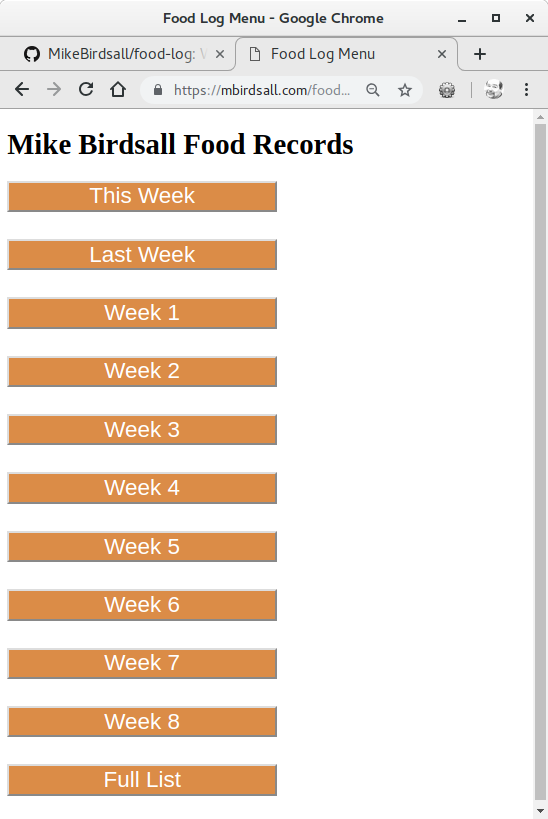 Food Log Menu - Google Chrome
MikeBirdsall/food-log:
Food Log Menu
https://mbirdsall.com/food...
Mike Birdsall Food Records
This Week
Last Week
Week 1
Week 2
Week 3
Week 4
Week 5
Week 6
Week 7
Week 8
Full List